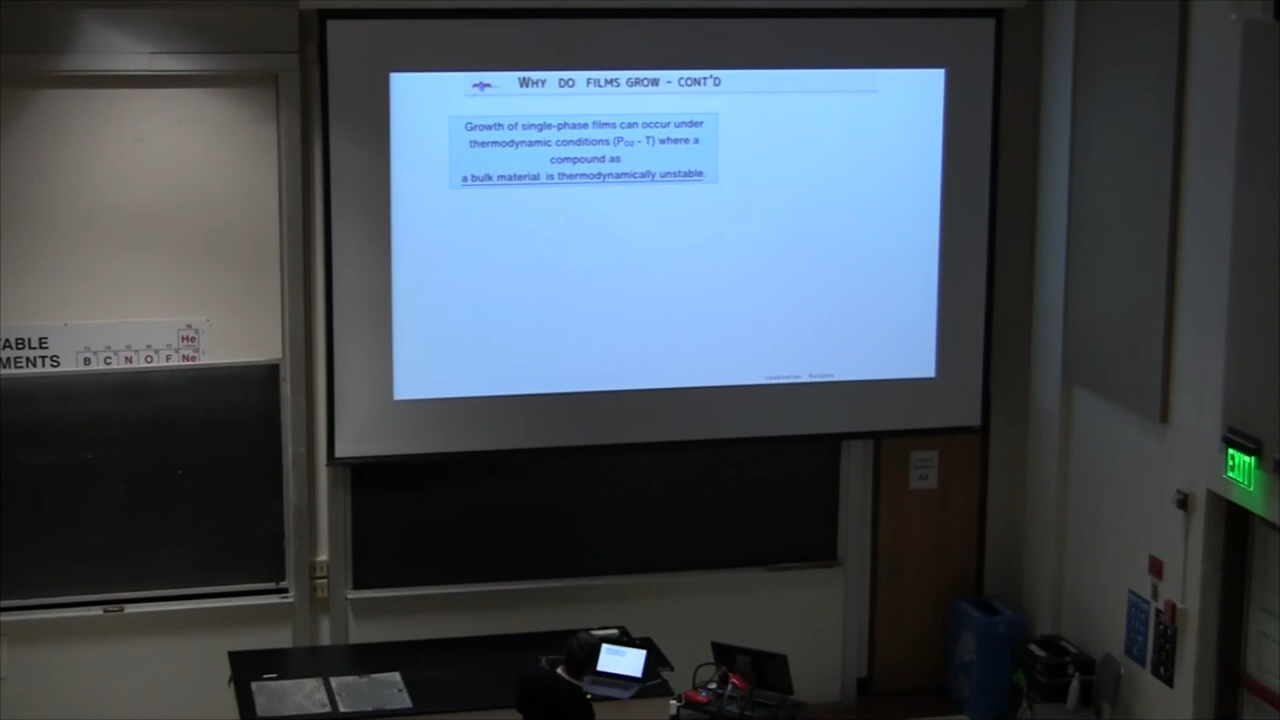 WHY DO FILMS GROW - CONT'D
Growth of single-phase films can occur under
thermodynamic conditions (PO2 - T) where a
compound as
a bulk material is thermodynamically unstable.
ABLE
MENTS
B C N O F Ne
He
EXIT